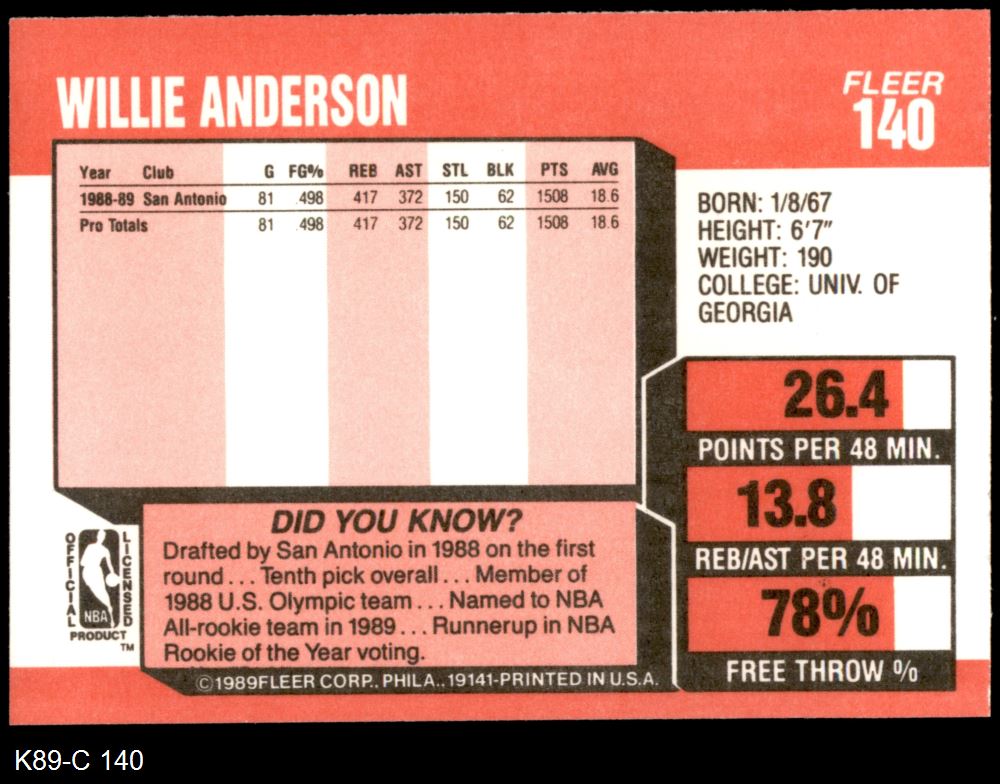 WILLIE ANDERSON
FLEER
140
Year Club G FG% REB AST STL BLK PTS AVG
1988-89 San Antonio 81 .498 417 372 150 62 1508 18.6
Pro Totals 81 .498 417 372 150 62 1508 18.6
BORN: 1/8/67
HEIGHT: 6'7"
WEIGHT: 190
COLLEGE: UNIV. OF
GEORGIA
26.4
POINTS PER 48 MIN.
13.8
REB/AST PER 48 MIN.
78%
FREE THROW %
OFFICIAL
LICENSED
NBA
PRODUCT
TM
DID YOU KNOW?
Drafted by San Antonio in 1988 on the first
round . . . Tenth pick overall . . . Member of
1988 U.S. Olympic team . . . Named to NBA
All-rookie team in 1989 . . . Runnerup in NBA
Rookie of the Year voting.
©1989FLEER CORP., PHILA., 19141-PRINTED IN U.S.A.
K89-C 140